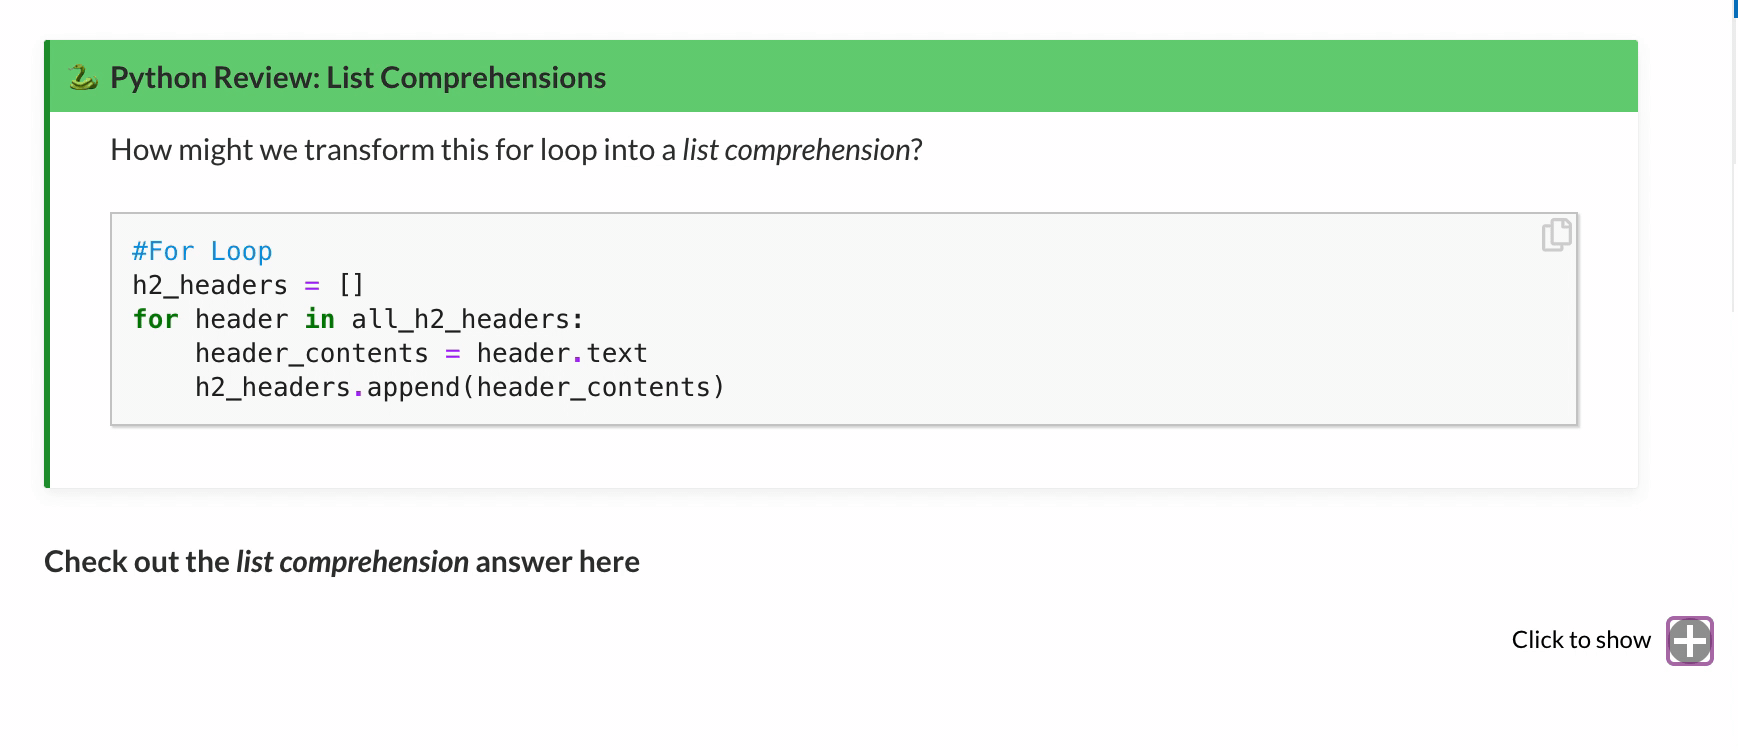 🐍 Python Review: List Comprehensions
How might we transform this for loop into a list comprehension?
#For Loop
h2_headers = []
for header in all_h2_headers:
    header_contents = header.text
    h2_headers.append(header_contents)
Check out the list comprehension answer here
Click to show